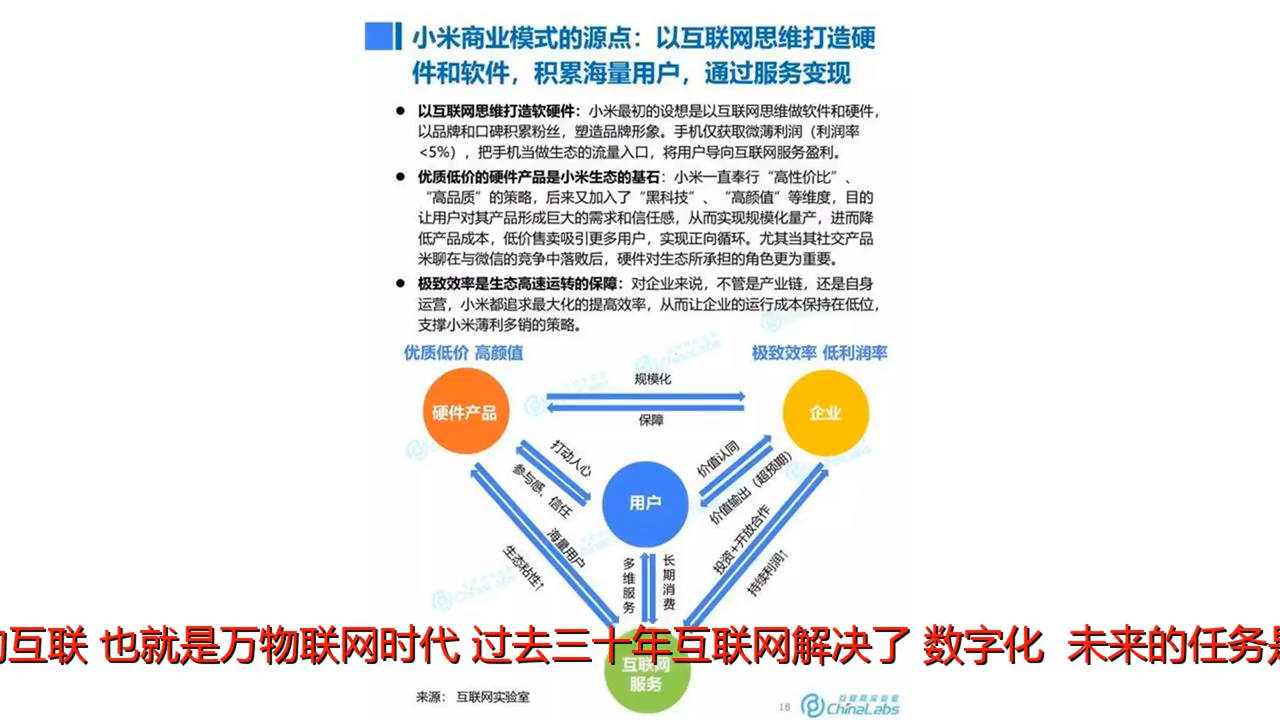 小米商业模式的源点：以互联网思维打造硬
件和软件，积累海量用户，通过服务变现
● 以互联网思维打造软硬件：小米最初的设想是以互联网思维做软件和硬件，
以品牌和口碑积累粉丝，塑造品牌形象。手机仅获取微薄利润（利润率
<5%），把手机当做生态的流量入口，将用户导向互联网服务盈利。
● 优质低价的硬件产品是小米生态的基石：小米一直奉行“高性价比”、
“高品质”的策略，后来又加入了“黑科技”、“高颜值”等维度，目的
让用户对其产品形成巨大的需求和信任感，从而实现规模化量产，进而降
低产品成本，低价售卖吸引更多用户，实现正向循环。尤其当其社交产品
米聊在与微信的竞争中落败后，硬件对生态所承担的角色更为重要。
● 极致效率是生态高速运转的保障：对企业来说，不管是产业链，还是自身
运营，小米都追求最大化的提高效率，从而让企业的运行成本保持在低位，
支撑小米薄利多销的策略。
优质低价 高颜值
极致效率 低利润率
硬件产品
规模化
保障
企业
打动人心
参与感、信任
用户
价值认同
价值输出（超预期）
海量用户
生态粘性↑
多维服务
长期消费
投资+开放合作
持续利润↑
的互联 也就是万物联网时代 过去三十年互联网解决了 数字化 未来的任务是
互联网
服务
来源： 互联网实验室
18
互联网实验室
ChinaLabs